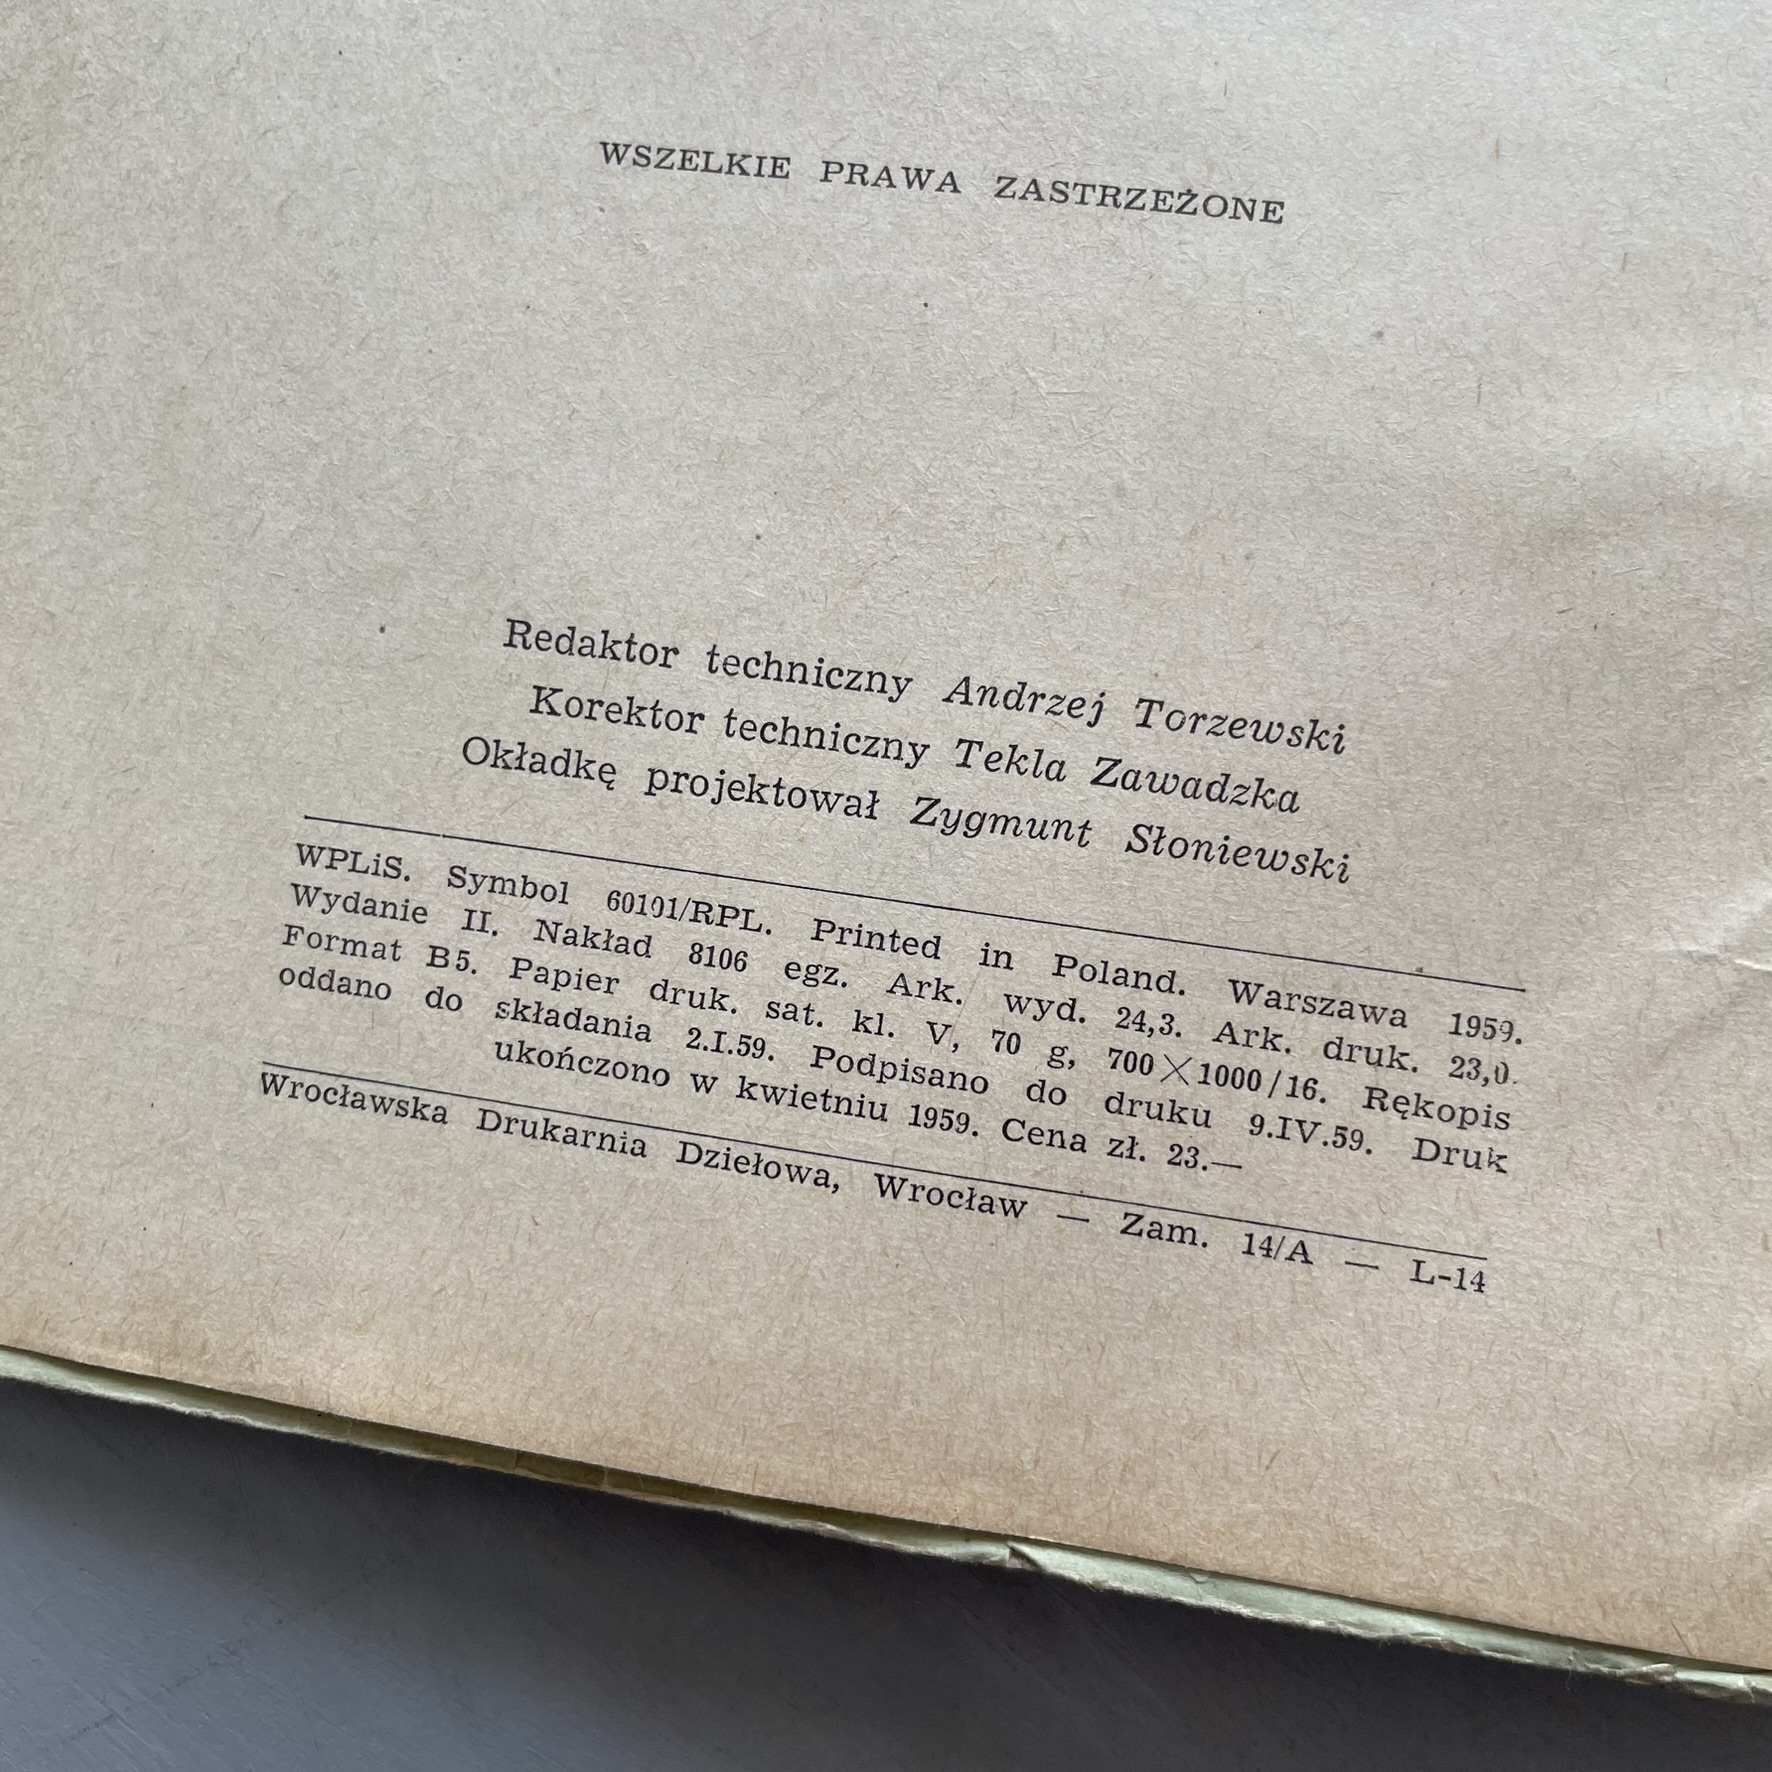 WSZELKIE PRAWA ZASTRZEŻONE
Redaktor techniczny Andrzej Torzewski
Korektor techniczny Tekla Zawadzka
Okładkę projektował Zygmunt Słoniewski
WPLiS. Symbol 60101/RPL. Printed in Poland. Warszawa 1959.
Wydanie II. Nakład 8106 egz. Ark. wyd. 24,3. Ark. druk. 23,0.
Format B5. Papier druk. sat. kl. V, 70 g, 700×1000/16. Rękopis
oddano do składania 2.I.59. Podpisano do druku 9.IV.59. Druk
ukończono w kwietniu 1959. Cena zł. 23.—
Wrocławska Drukarnia Dziełowa, Wrocław — Zam. 14/A — L-14